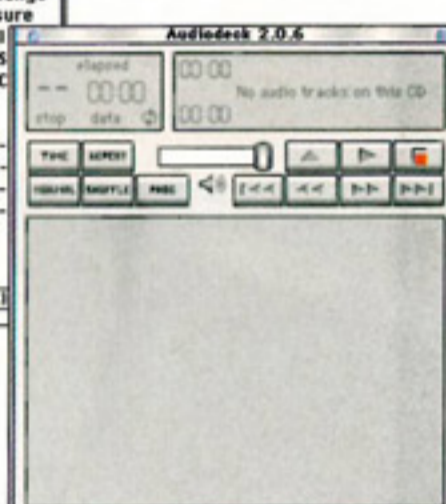 sure
Audiodeck 2.0.6
elapsed
-- 00:00
stop data
00:00
No audio tracks on this CD
00:00
TIME REPEAT
NORMAL SHUFFLE PROG